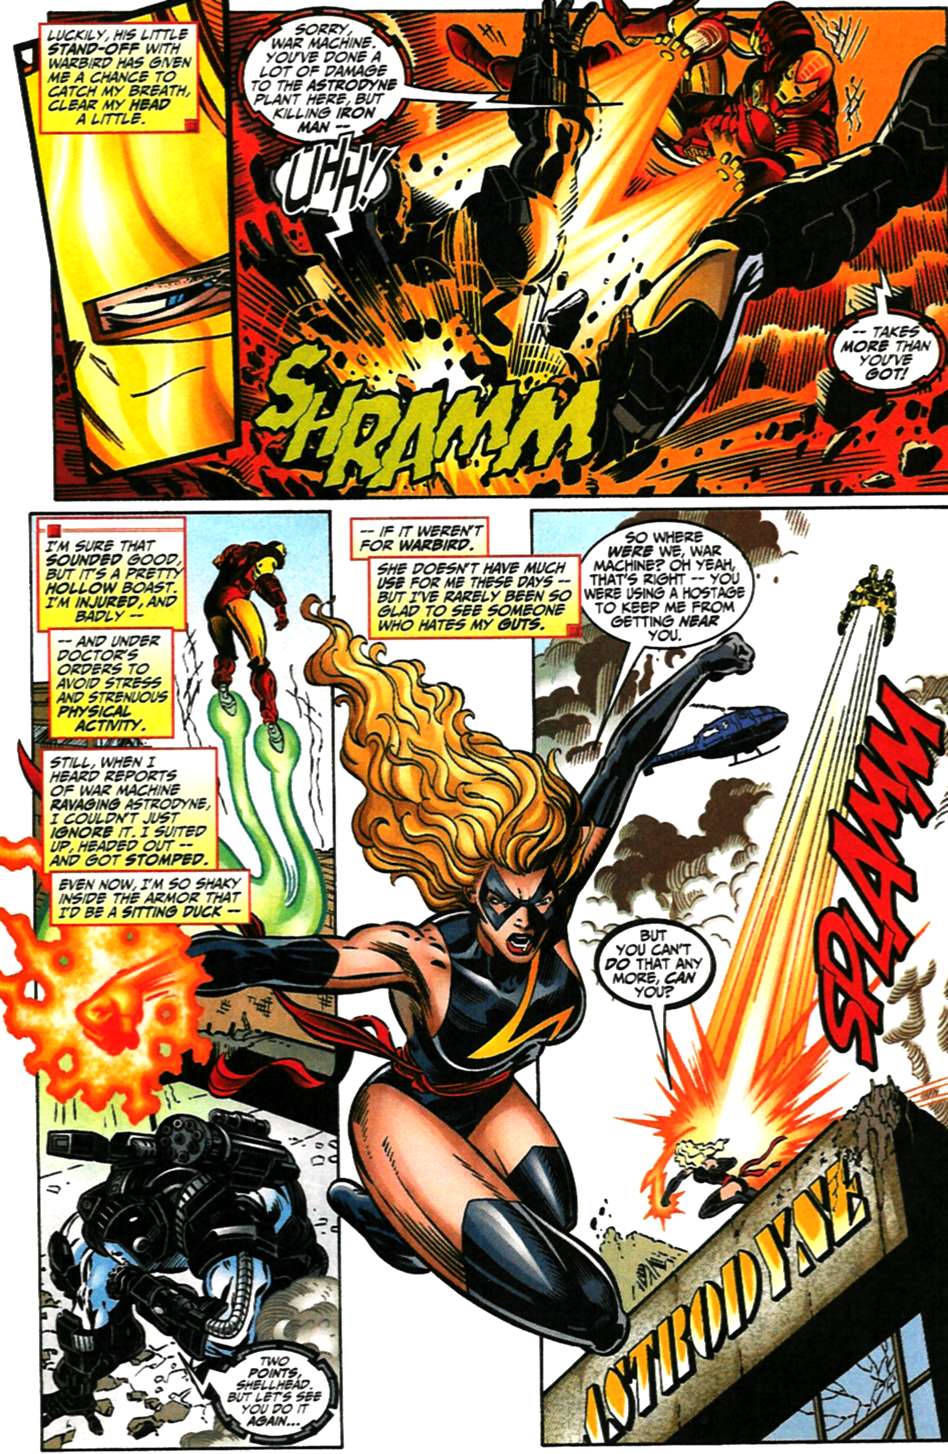 LUCKILY, HIS LITTLE
STAND-OFF WITH
WARBIRD HAS GIVEN
ME A CHANCE TO
CATCH MY BREATH,
CLEAR MY HEAD
A LITTLE.
SORRY,
WAR MACHINE.
YOU'VE DONE A
LOT OF DAMAGE
TO THE ASTRODYNE
PLANT HERE, BUT
KILLING IRON
MAN --
UHH!
SHRAMM
-- TAKES
MORE THAN
YOU'VE
GOT!
I'M SURE THAT
SOUNDED GOOD,
BUT IT'S A PRETTY
HOLLOW BOAST.
I'M INJURED, AND
BADLY --
-- AND UNDER
DOCTOR'S
ORDERS TO
AVOID STRESS
AND STRENUOUS
PHYSICAL
ACTIVITY.
STILL, WHEN I
HEARD REPORTS
OF WAR MACHINE
RAVAGING ASTRODYNE,
I COULDN'T JUST
IGNORE IT. I SUITED
UP, HEADED OUT --
AND GOT STOMPED.
EVEN NOW, I'M SO SHAKY
INSIDE THE ARMOR THAT
I'D BE A SITTING DUCK --
TWO
POINTS,
SHELLHEAD.
BUT LET'S SEE
YOU DO IT
AGAIN...
-- IF IT WEREN'T
FOR WARBIRD.
SHE DOESN'T HAVE MUCH
USE FOR ME THESE DAYS --
BUT I'VE RARELY BEEN SO
GLAD TO SEE SOMEONE
WHO HATES MY GUTS.
SO WHERE
WERE WE, WAR
MACHINE? OH YEAH,
THAT'S RIGHT -- YOU
WERE USING A HOSTAGE
TO KEEP ME FROM
GETTING NEAR
YOU.
SPLAMM
BUT
YOU CAN'T
DO THAT ANY
MORE, CAN
YOU?
ASTRODYNE